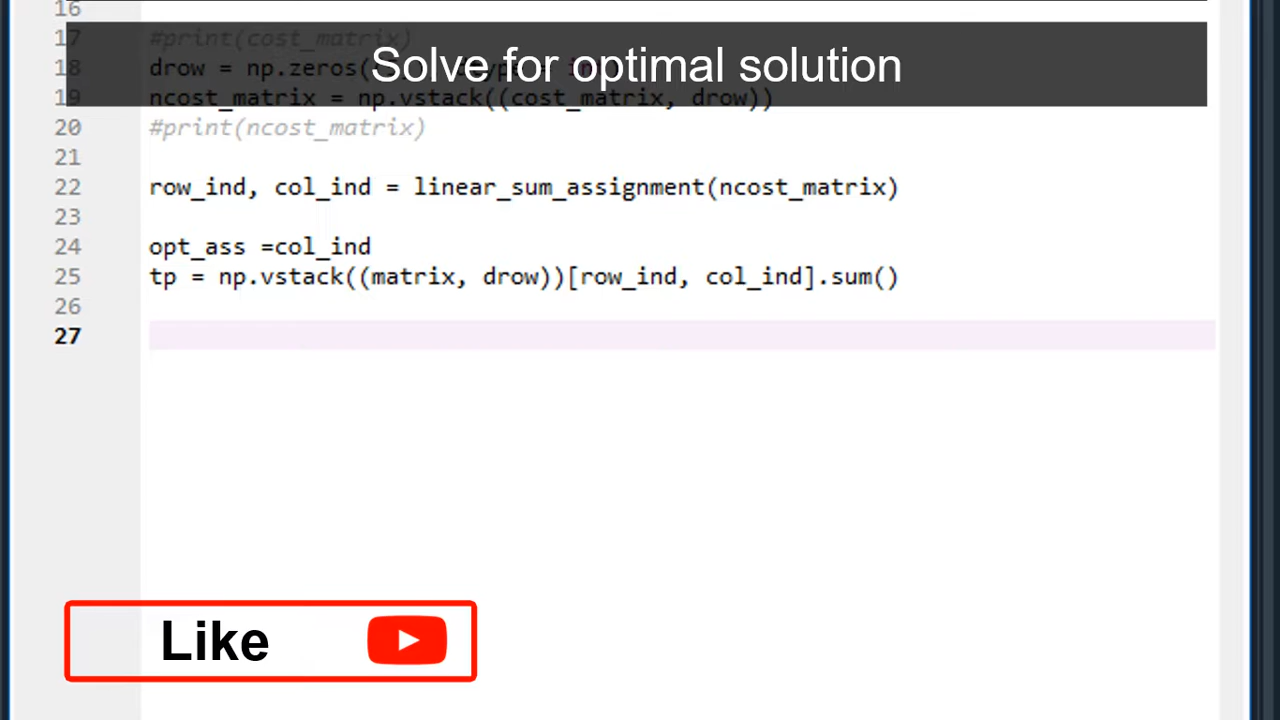 16
Solve for optimal solution
17 #print(cost_matrix)
18 drow = np.zeros(
19 ncost_matrix = np.vstack((cost_matrix, drow))
20 #print(ncost_matrix)
21
22 row_ind, col_ind = linear_sum_assignment(ncost_matrix)
23
24 opt_ass =col_ind
25 tp = np.vstack((matrix, drow))[row_ind, col_ind].sum()
26
27
Like